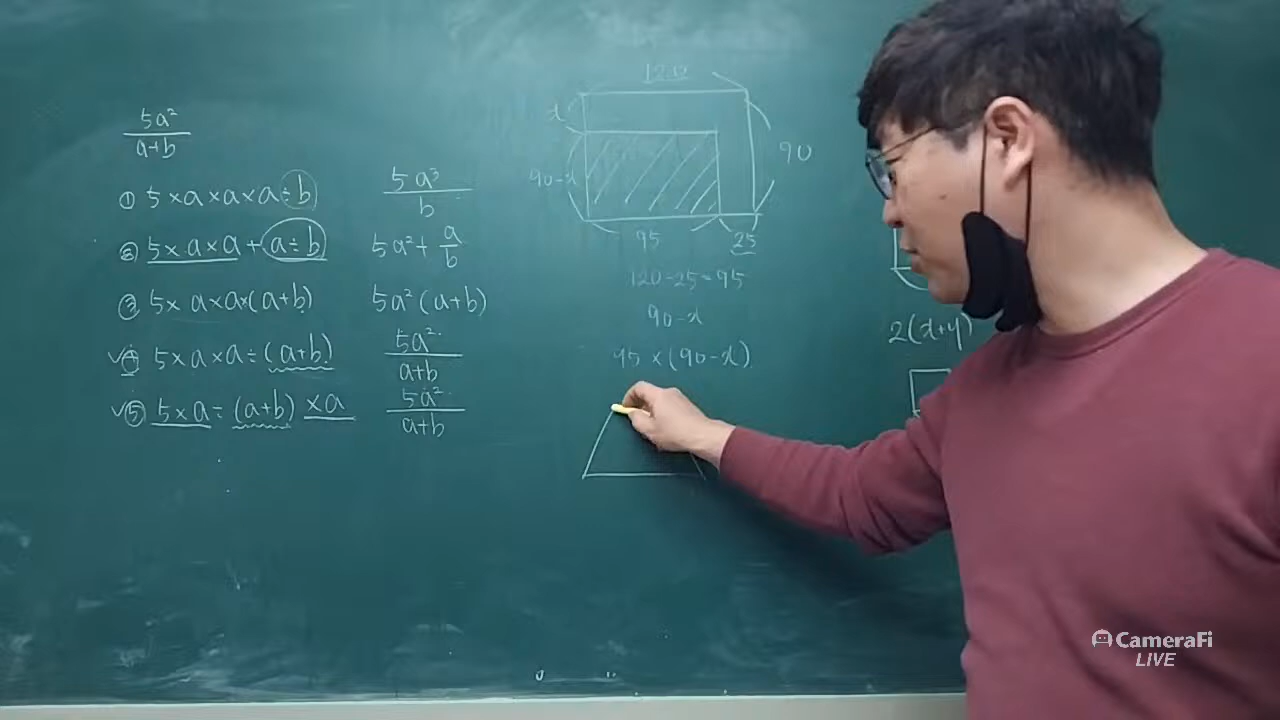 5a²
a+b
① 5×a×a×a÷b
5a³
b
② 5×a×a+a÷b
5a²+ a/b
③ 5×a×a×(a+b)
5a²(a+b)
④ 5×a×a÷(a+b)
5a²
a+b
⑤ 5×a÷(a+b)×a
5a²
a+b
x
90
90-x
95
25
120-25=95
90-x
95×(90-x)
2(x+y)
CameraFi
LIVE